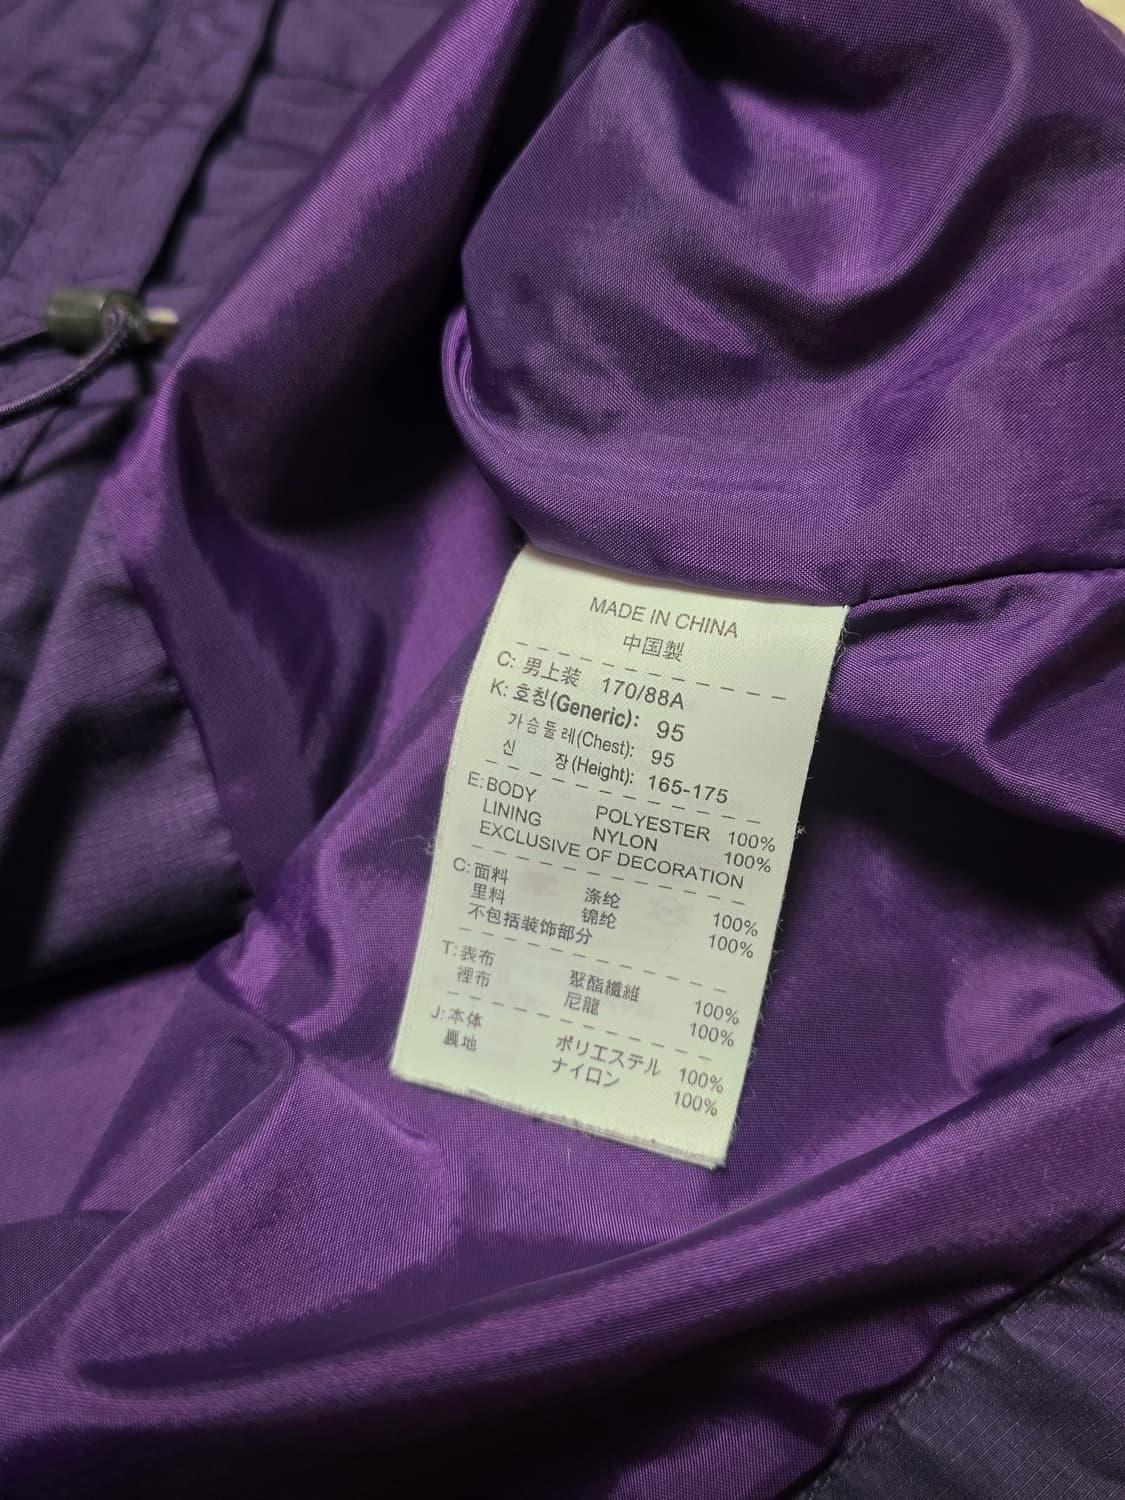 MADE IN CHINA
中国製
C: 男上装 170/88A
K: 호칭(Generic): 95
가슴둘레(Chest): 95
신 장(Height): 165-175
E: BODY POLYESTER 100%
LINING NYLON 100%
EXCLUSIVE OF DECORATION
C: 面料 涤纶 100%
里料 锦纶 100%
不包括装饰部分
T: 表布 聚酯纖維 100%
裡布 尼龍 100%
J: 本体 ポリエステル 100%
裏地 ナイロン 100%